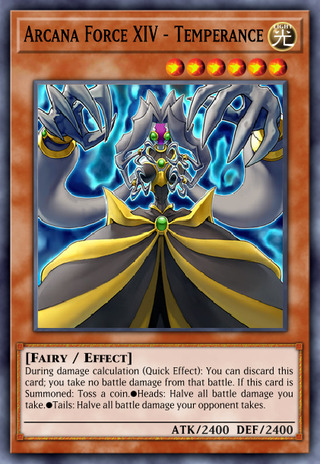 Arcana Force XIV - Temperance
LIGHT
光
[Fairy / Effect]
During damage calculation (Quick Effect): You can discard this
card; you take no battle damage from that battle. If this card is
Summoned: Toss a coin.●Heads: Halve all battle damage you
take.●Tails: Halve all battle damage your opponent takes.
ATK/2400 DEF/2400